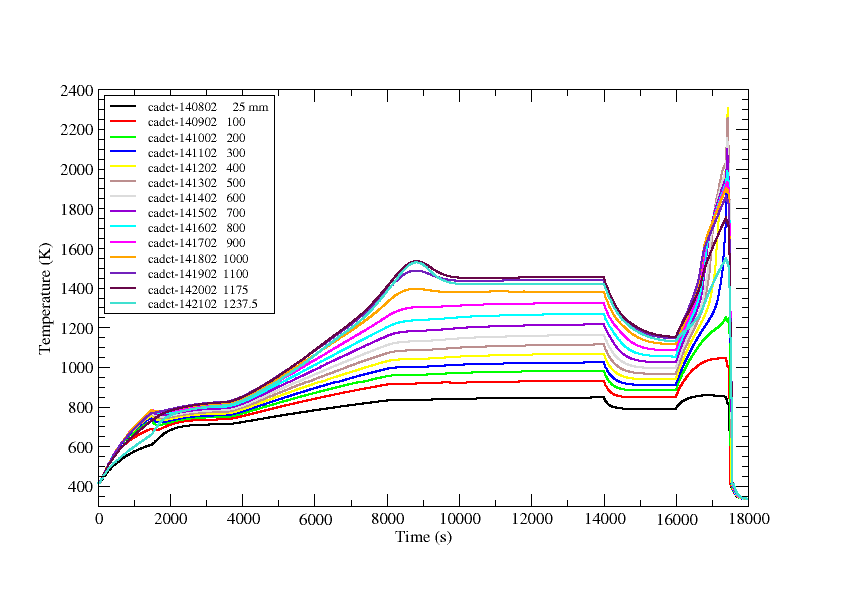 2400
2200
2000
1800
1600
1400
1200
1000
800
600
400
Temperature (K)
cadct-140802 25 mm
cadct-140902 100
cadct-141002 200
cadct-141102 300
cadct-141202 400
cadct-141302 500
cadct-141402 600
cadct-141502 700
cadct-141602 800
cadct-141702 900
cadct-141802 1000
cadct-141902 1100
cadct-142002 1175
cadct-142102 1237.5
0 2000 4000 6000 8000 10000 12000 14000 16000 18000
Time (s)